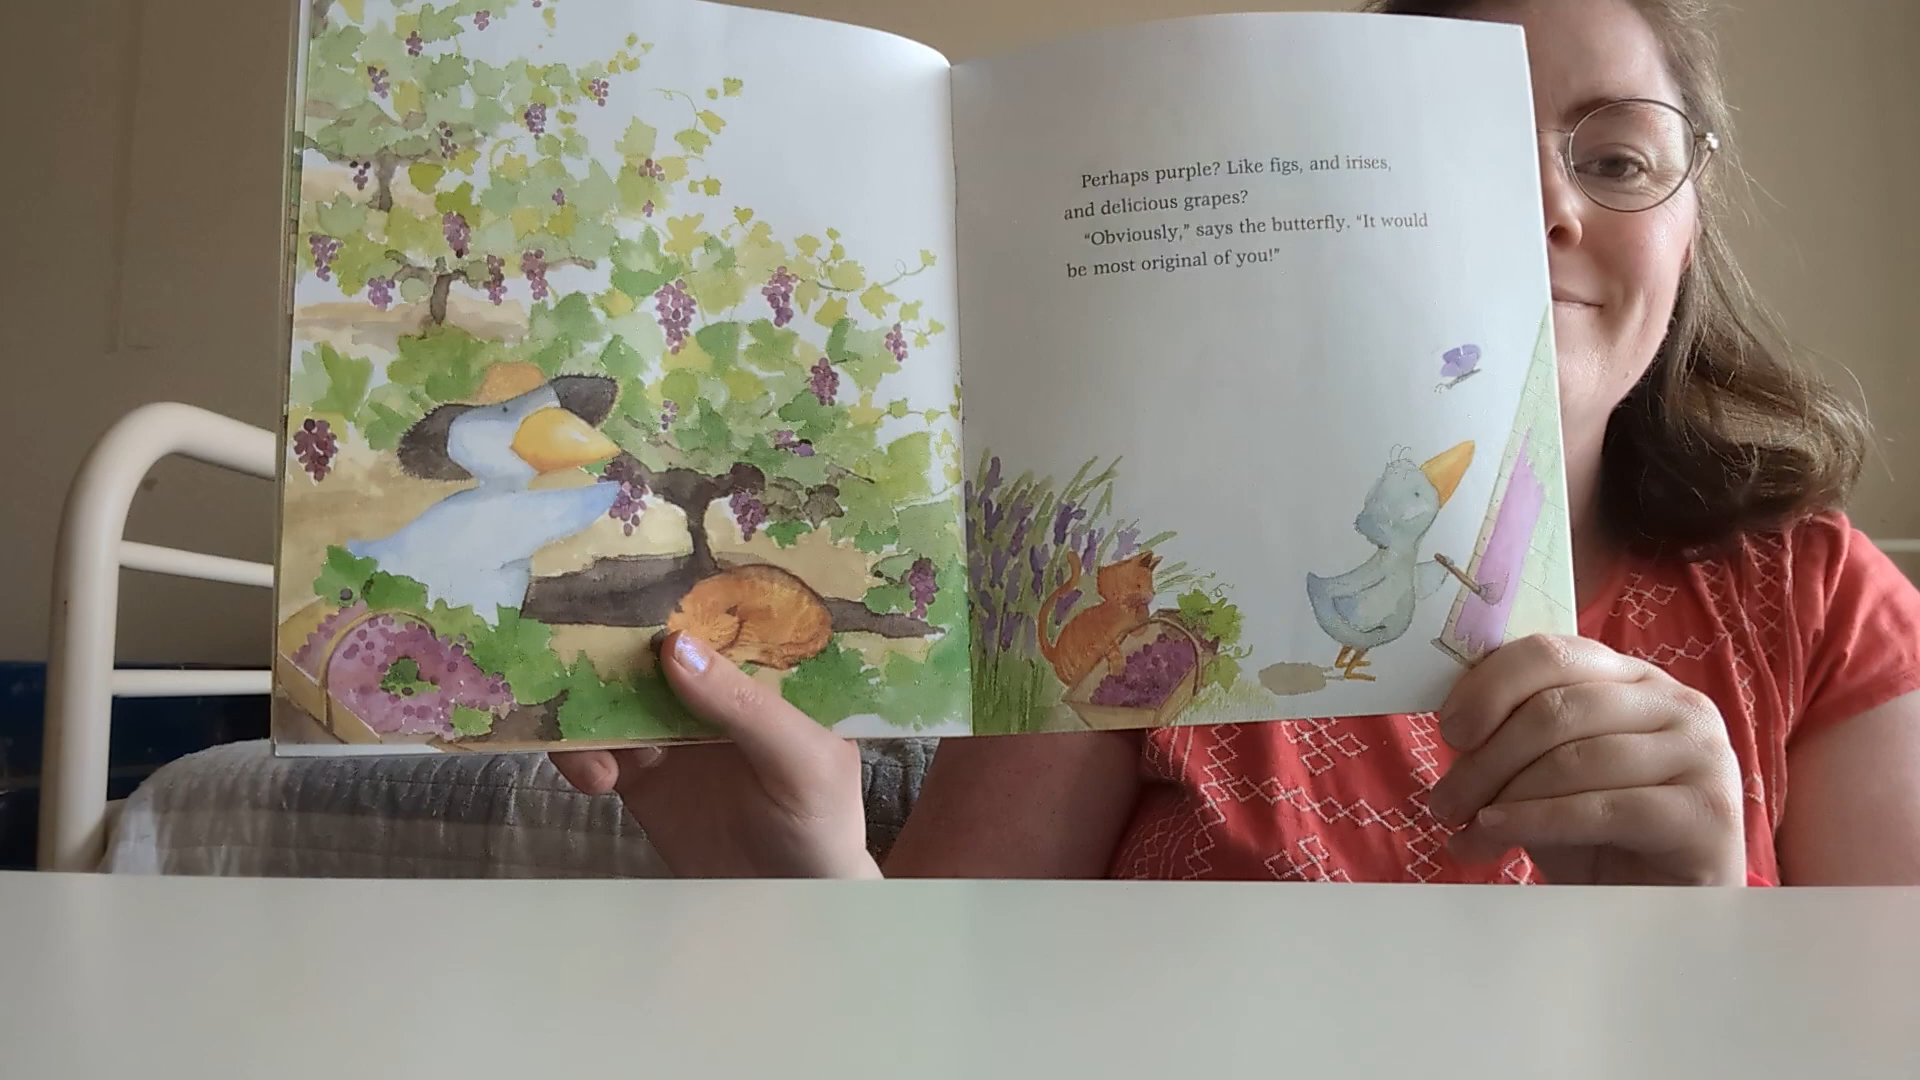 Perhaps purple? Like figs, and irises,
and delicious grapes?
“Obviously,” says the butterfly. “It would
be most original of you!”